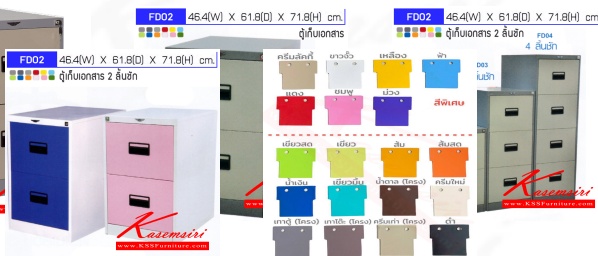 FD02 46.4(W) X 61.8(D) X 71.8(H) cm.
ตู้เก็บเอกสาร
FD02 46.4(W) X 61.8(D) X 71.8(H) cm.
ตู้เก็บเอกสาร 2 ลิ้นชัก
FD02 46.4(W) X 61.8(D) X 71.8(H) cm.
ตู้เก็บเอกสาร 2 ลิ้นชัก
FD04
4 ลิ้นชัก
FD03
ลิ้นชัก
ครีมลัคกี้ ขาวงั่ว เหลือง ฟ้า
แดง ชมพู ม่วง
สีพิเศษ
เขียวสด เขียว ส้ม ส้มสด
น้ำเงิน เขียวยีน น้ำตาล (โครง) ครีมใหม่
เทาตู้ (โครง) เทาโต๊ะ (โครง) ครีมเก่า (โครง) ดำ
Kasemsiri
www.KSSFurniture.com
Kasemsiri
www.KSSFurniture.com